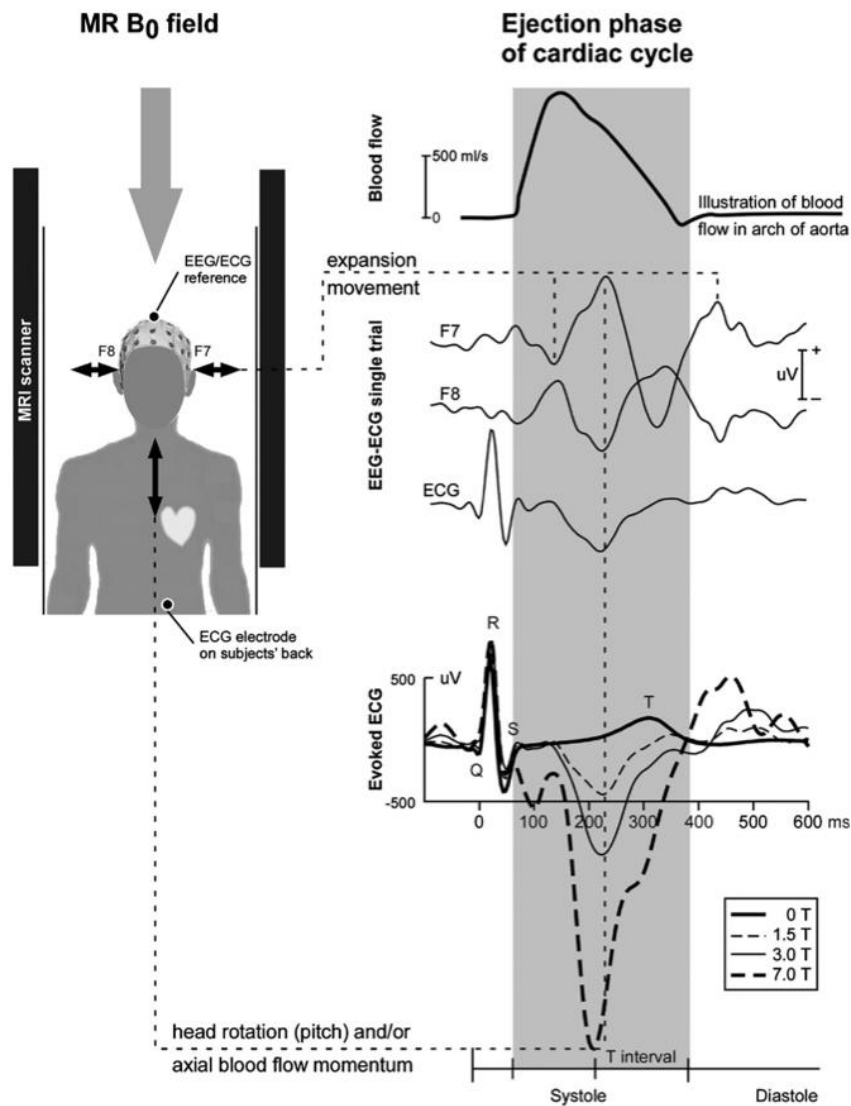 MR B0 field
Ejection phase
of cardiac cycle
Blood flow
500 ml/s
0
Illustration of blood
flow in arch of aorta
EEG/ECG
reference
expansion
movement
F8
F7
MRI scanner
EEG-ECG single trial
F7
+
uV
−
F8
ECG
ECG electrode
on subjects' back
Evoked ECG
R
500
uV
T
S
Q
-500
0 100 200 300 400 500 600 ms
0 T
1.5 T
3.0 T
7.0 T
head rotation (pitch) and/or
axial blood flow momentum
T interval
Systole
Diastole